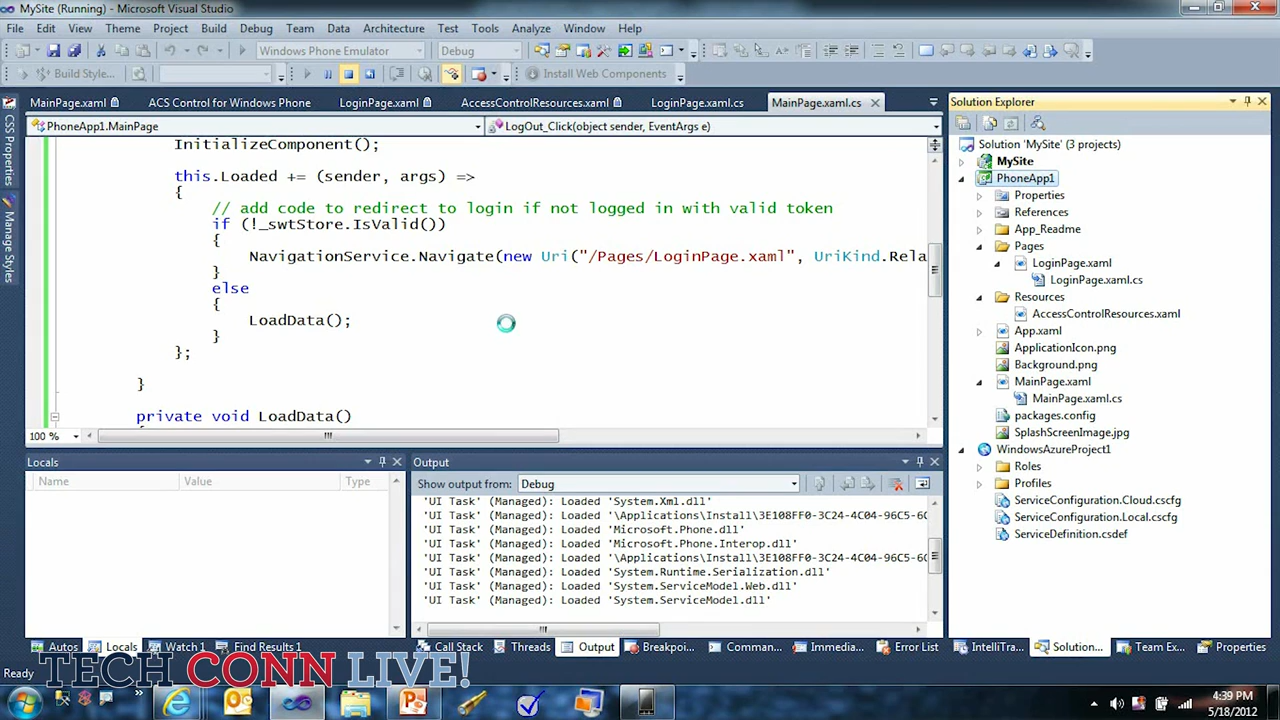 MySite (Running) - Microsoft Visual Studio
File Edit View Theme Project Build Debug Team Data Architecture Test Tools Analyze Window Help
Windows Phone Emulator Debug
Build Style... Install Web Components
MainPage.xaml ACS Control for Windows Phone LoginPage.xaml AccessControlResources.xaml LoginPage.xaml.cs MainPage.xaml.cs
PhoneApp1.MainPage LogOut_Click(object sender, EventArgs e)
CSS Properties
Manage Styles
InitializeComponent();
this.Loaded += (sender, args) =>
{
// add code to redirect to login if not logged in with valid token
if (!_swtStore.IsValid())
{
NavigationService.Navigate(new Uri("/Pages/LoginPage.xaml", UriKind.Rela
}
else
{
LoadData();
}
};
}
private void LoadData()
100 %
Solution Explorer
Solution 'MySite' (3 projects)
MySite
PhoneApp1
Properties
References
App_Readme
Pages
LoginPage.xaml
LoginPage.xaml.cs
Resources
AccessControlResources.xaml
App.xaml
ApplicationIcon.png
Background.png
MainPage.xaml
MainPage.xaml.cs
packages.config
SplashScreenImage.jpg
WindowsAzureProject1
Roles
Profiles
ServiceConfiguration.Cloud.cscfg
ServiceConfiguration.Local.cscfg
ServiceDefinition.csdef
Locals
Name Value Type
Output
Show output from: Debug
'UI Task' (Managed): Loaded 'System.Xml.dll'
'UI Task' (Managed): Loaded '\Applications\Install\3E108FF0-3C24-4C04-96C5-6C
'UI Task' (Managed): Loaded 'Microsoft.Phone.dll'
'UI Task' (Managed): Loaded 'Microsoft.Phone.Interop.dll'
'UI Task' (Managed): Loaded '\Applications\Install\3E108FF0-3C24-4C04-96C5-6C
'UI Task' (Managed): Loaded 'System.Runtime.Serialization.dll'
'UI Task' (Managed): Loaded 'System.ServiceModel.Web.dll'
'UI Task' (Managed): Loaded 'System.ServiceModel.dll'
Autos Locals Watch 1 Find Results 1 Call Stack Threads Output Breakpoi... Comman... Immedia... Error List IntelliTra... Solution... Team Ex... Properties
Ready
TECH CONN LIVE!
4:39 PM
5/18/2012